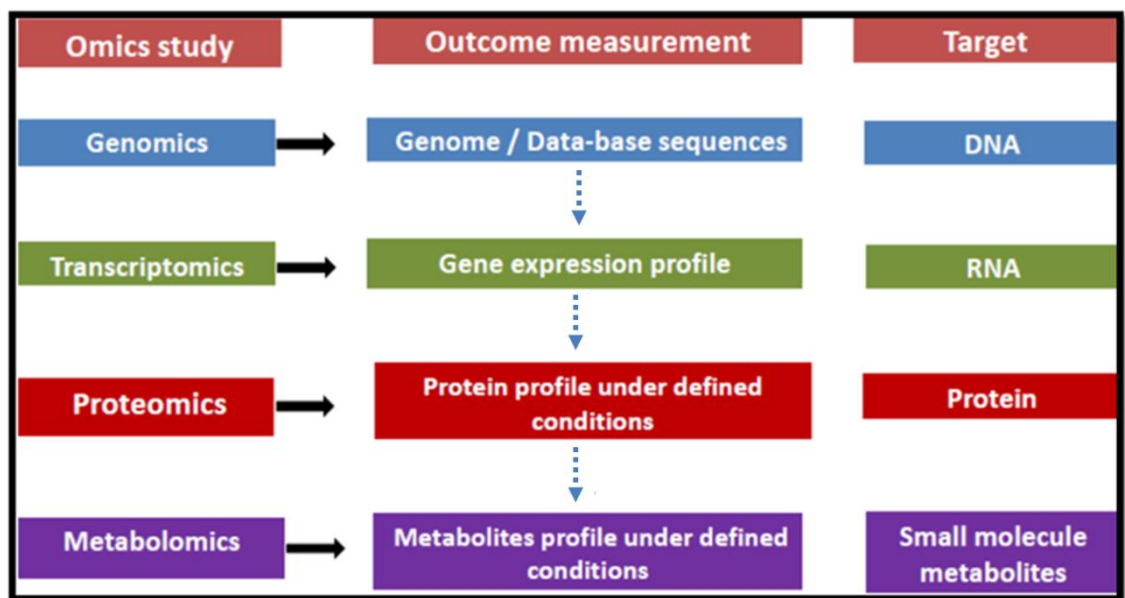 Omics study
Outcome measurement
Target
Genomics
Genome / Data-base sequences
DNA
Transcriptomics
Gene expression profile
RNA
Proteomics
Protein profile under defined
conditions
Protein
Metabolomics
Metabolites profile under defined
conditions
Small molecule
metabolites